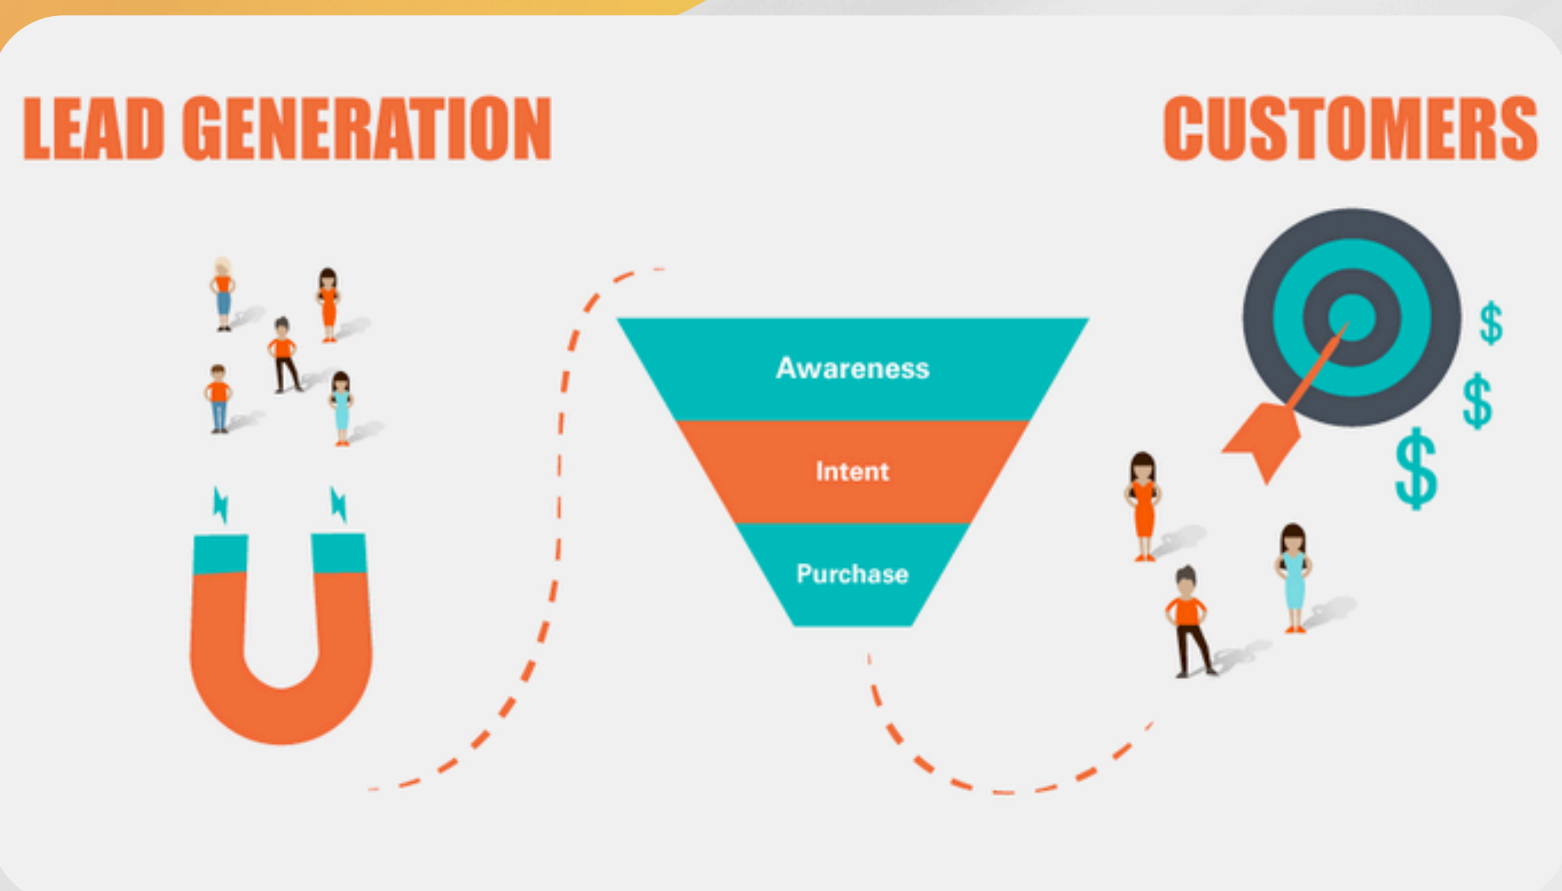 LEAD GENERATION
CUSTOMERS
Awareness
Intent
Purchase
$
$
$